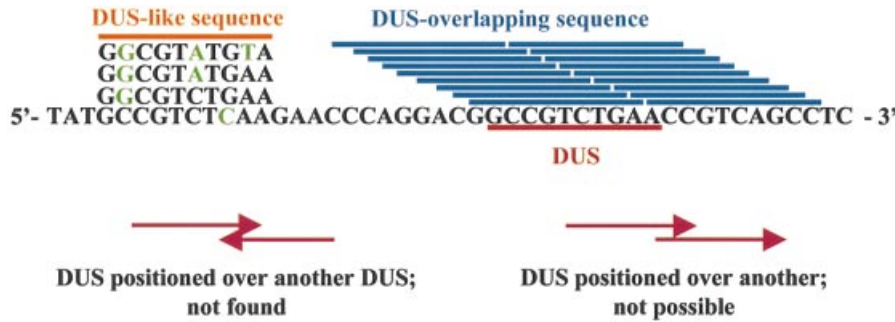 DUS-like sequence DUS-overlapping sequence
GGCGTATGTA
GGCGTATGAA
GGCGTCTGAA
5'- TATGCCGTCTCAAGAACCCAGGACGGCCGTCTGAACCGTCAGCCTC - 3'
DUS
DUS positioned over another DUS; DUS positioned over another;
not found not possible